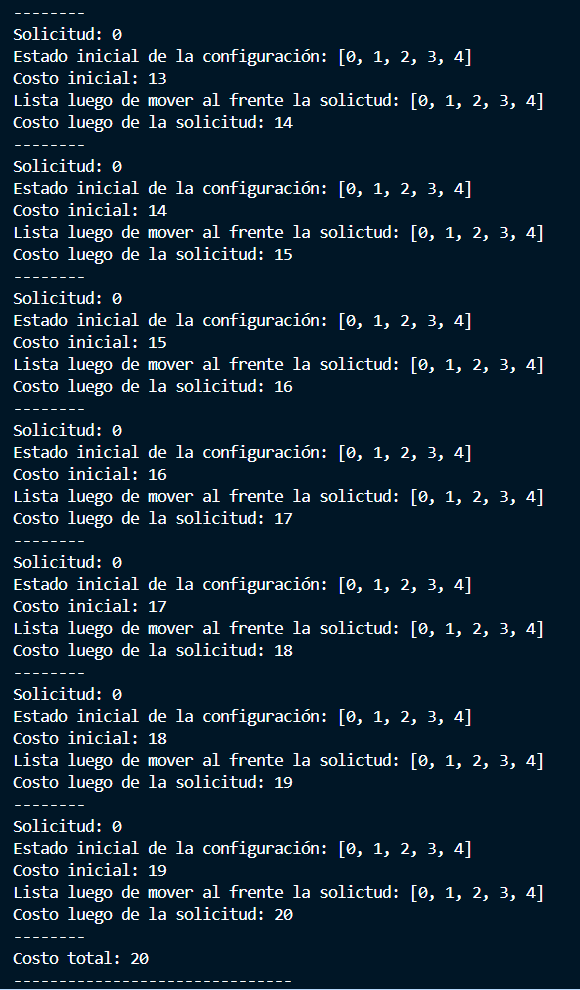 --------
Solicitud: 0
Estado inicial de la configuración: [0, 1, 2, 3, 4]
Costo inicial: 13
Lista luego de mover al frente la solictud: [0, 1, 2, 3, 4]
Costo luego de la solicitud: 14
--------
Solicitud: 0
Estado inicial de la configuración: [0, 1, 2, 3, 4]
Costo inicial: 14
Lista luego de mover al frente la solictud: [0, 1, 2, 3, 4]
Costo luego de la solicitud: 15
--------
Solicitud: 0
Estado inicial de la configuración: [0, 1, 2, 3, 4]
Costo inicial: 15
Lista luego de mover al frente la solictud: [0, 1, 2, 3, 4]
Costo luego de la solicitud: 16
--------
Solicitud: 0
Estado inicial de la configuración: [0, 1, 2, 3, 4]
Costo inicial: 16
Lista luego de mover al frente la solictud: [0, 1, 2, 3, 4]
Costo luego de la solicitud: 17
--------
Solicitud: 0
Estado inicial de la configuración: [0, 1, 2, 3, 4]
Costo inicial: 17
Lista luego de mover al frente la solictud: [0, 1, 2, 3, 4]
Costo luego de la solicitud: 18
--------
Solicitud: 0
Estado inicial de la configuración: [0, 1, 2, 3, 4]
Costo inicial: 18
Lista luego de mover al frente la solictud: [0, 1, 2, 3, 4]
Costo luego de la solicitud: 19
--------
Solicitud: 0
Estado inicial de la configuración: [0, 1, 2, 3, 4]
Costo inicial: 19
Lista luego de mover al frente la solictud: [0, 1, 2, 3, 4]
Costo luego de la solicitud: 20
--------
Costo total: 20
-------------------------------